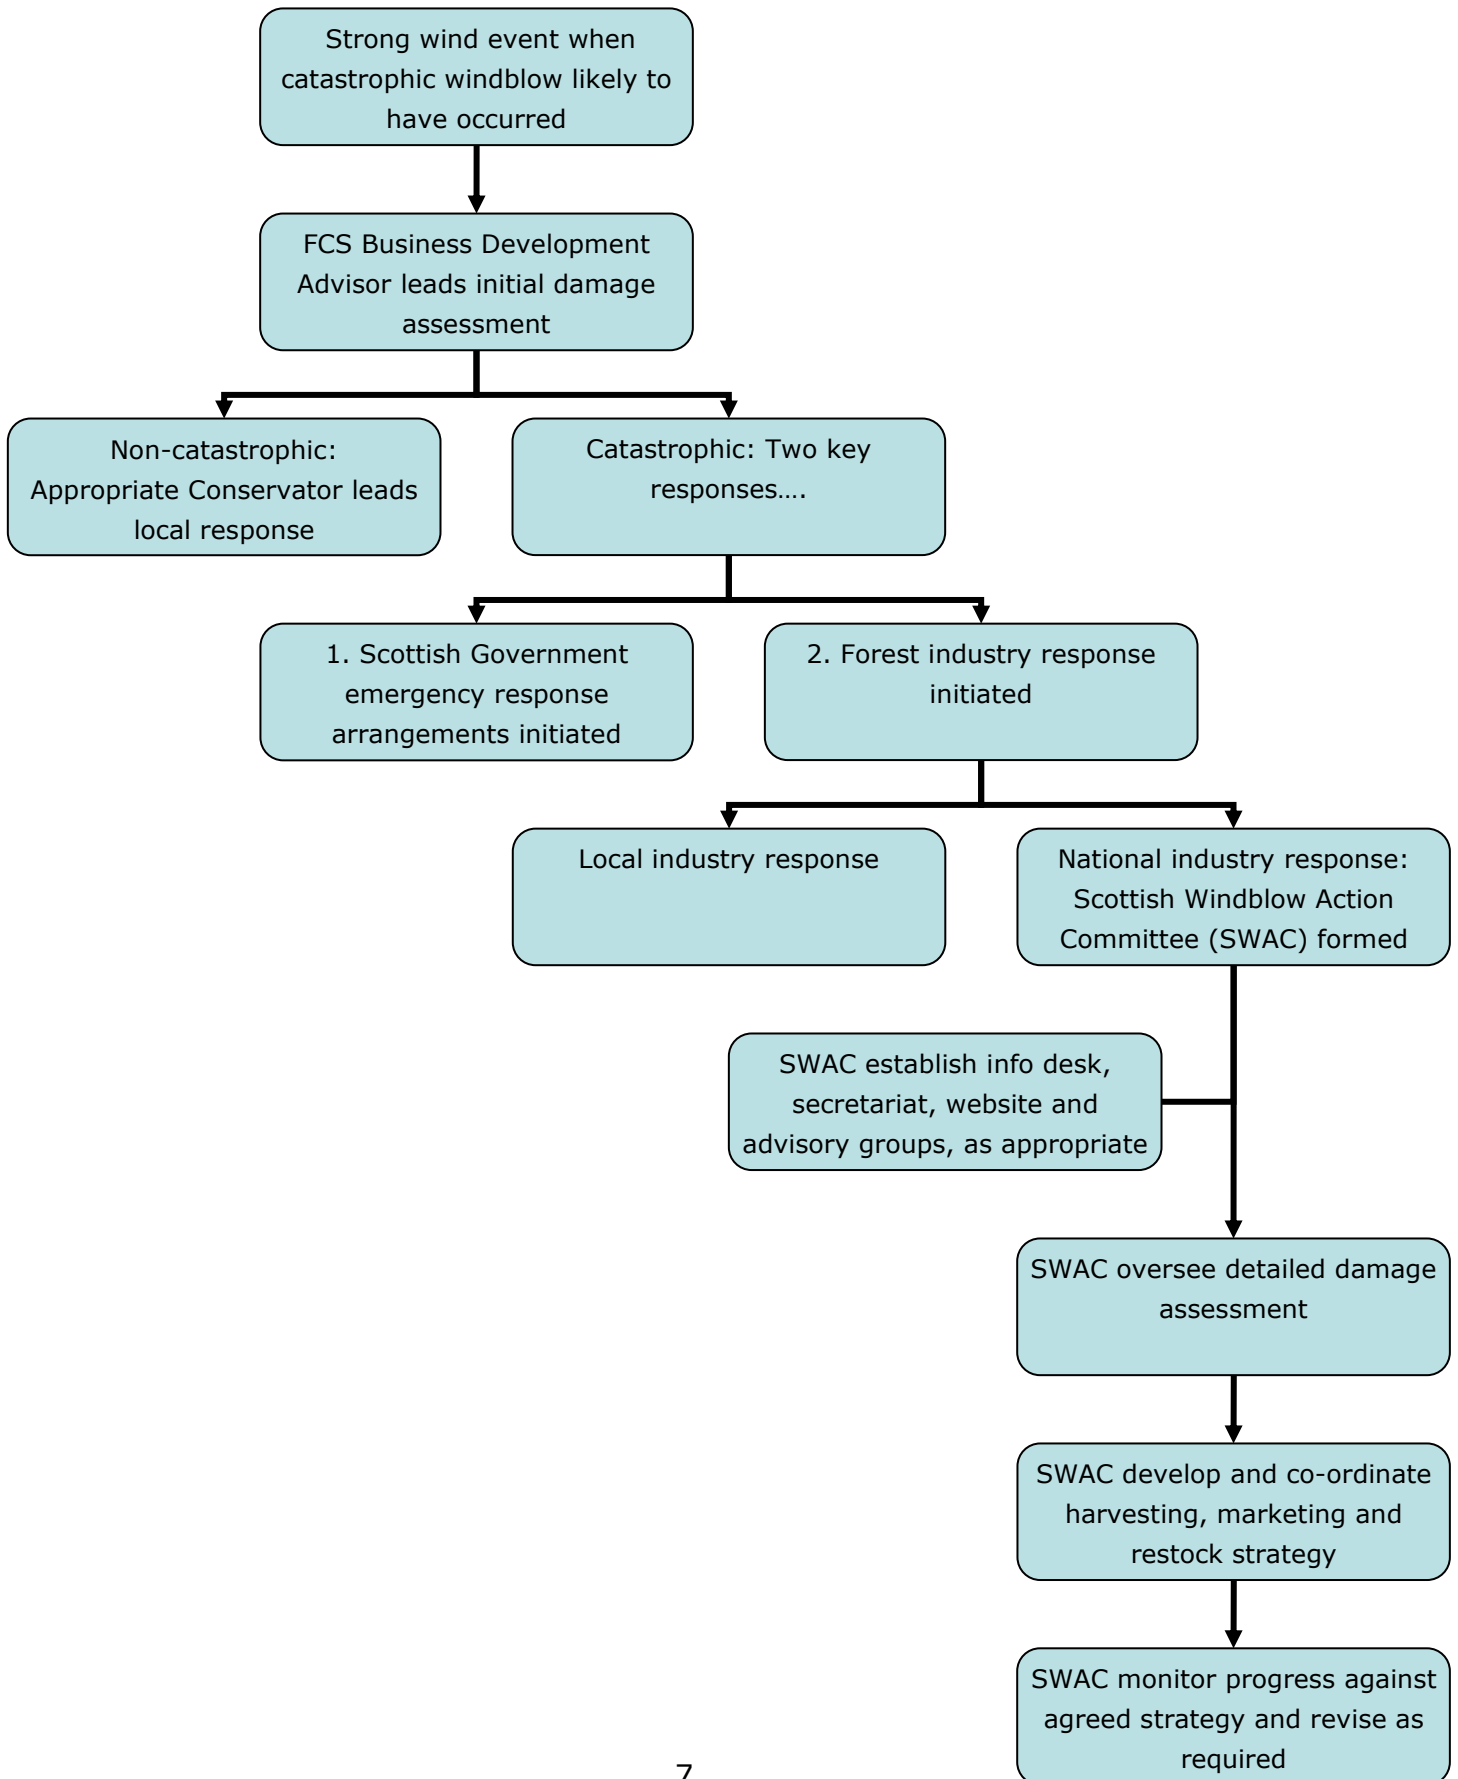 Strong wind event when
catastrophic windblow likely to
have occurred
FCS Business Development
Advisor leads initial damage
assessment
Non-catastrophic:
Appropriate Conservator leads
local response
Catastrophic: Two key
responses....
1. Scottish Government
emergency response
arrangements initiated
2. Forest industry response
initiated
Local industry response
National industry response:
Scottish Windblow Action
Committee (SWAC) formed
SWAC establish info desk,
secretariat, website and
advisory groups, as appropriate
SWAC oversee detailed damage
assessment
SWAC develop and co-ordinate
harvesting, marketing and
restock strategy
SWAC monitor progress against
agreed strategy and revise as
required
7